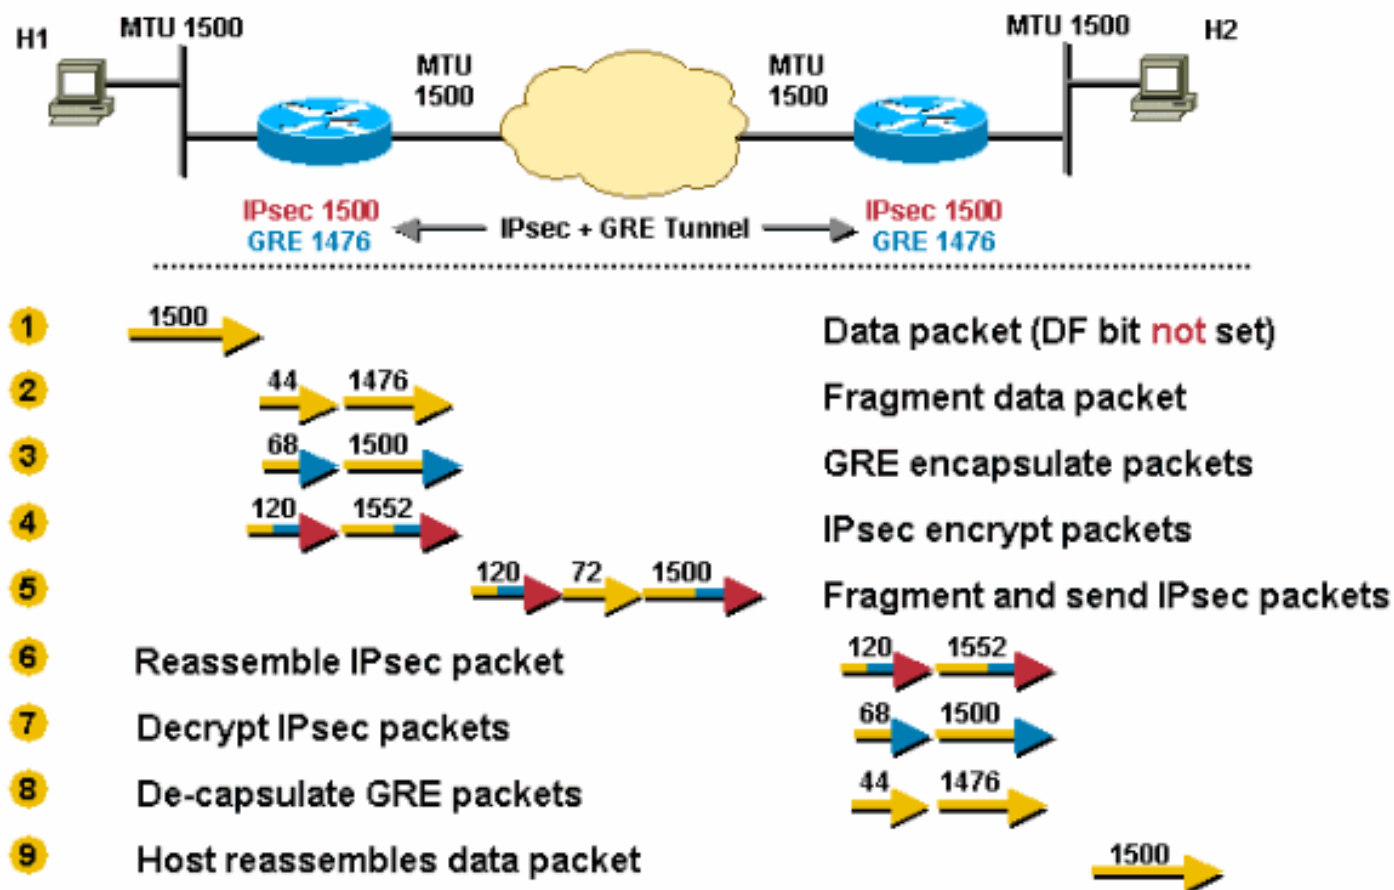 H1
MTU 1500
MTU 1500
H2
MTU
1500
MTU
1500
IPsec 1500
GRE 1476
IPsec + GRE Tunnel
IPsec 1500
GRE 1476
1
1500
Data packet (DF bit not set)
2
44 1476
Fragment data packet
3
68 1500
GRE encapsulate packets
4
120 1552
IPsec encrypt packets
5
120 72 1500
Fragment and send IPsec packets
6
Reassemble IPsec packet
120 1552
7
Decrypt IPsec packets
68 1500
8
De-capsulate GRE packets
44 1476
9
Host reassembles data packet
1500